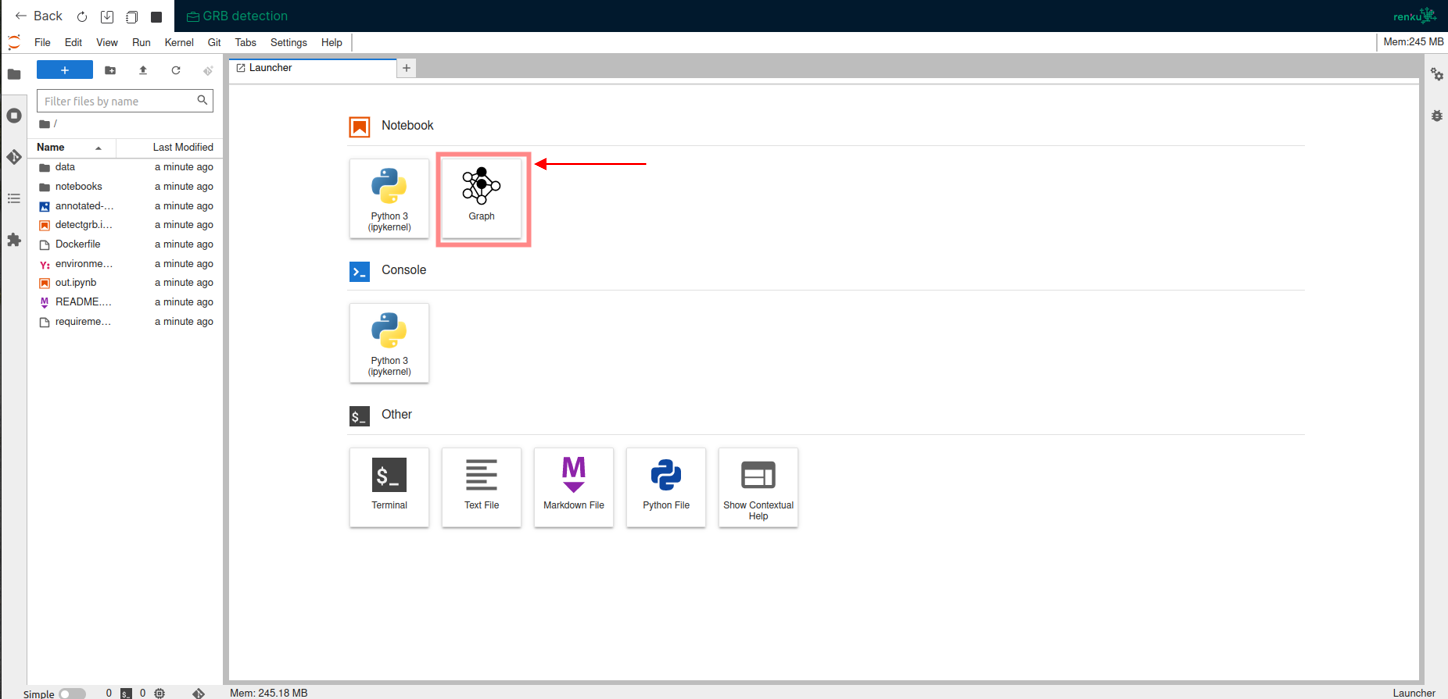 Back
GRB detection
renku
File Edit View Run Kernel Git Tabs Settings Help
Mem:245 MB
+
Launcher
+
Filter files by name
/
Name Last Modified
data a minute ago
notebooks a minute ago
annotated-... a minute ago
detectgrb.i... a minute ago
Dockerfile a minute ago
Y: environme... a minute ago
out.ipynb a minute ago
M README.... a minute ago
requireme... a minute ago
Notebook
Python 3
(ipykernel)
Graph
>_ Console
Python 3
(ipykernel)
$_ Other
$_
Terminal
Text File
M
Markdown File
Python File
Show Contextual
Help
Simple 0 $_ 0 Mem: 245.18 MB Launcher